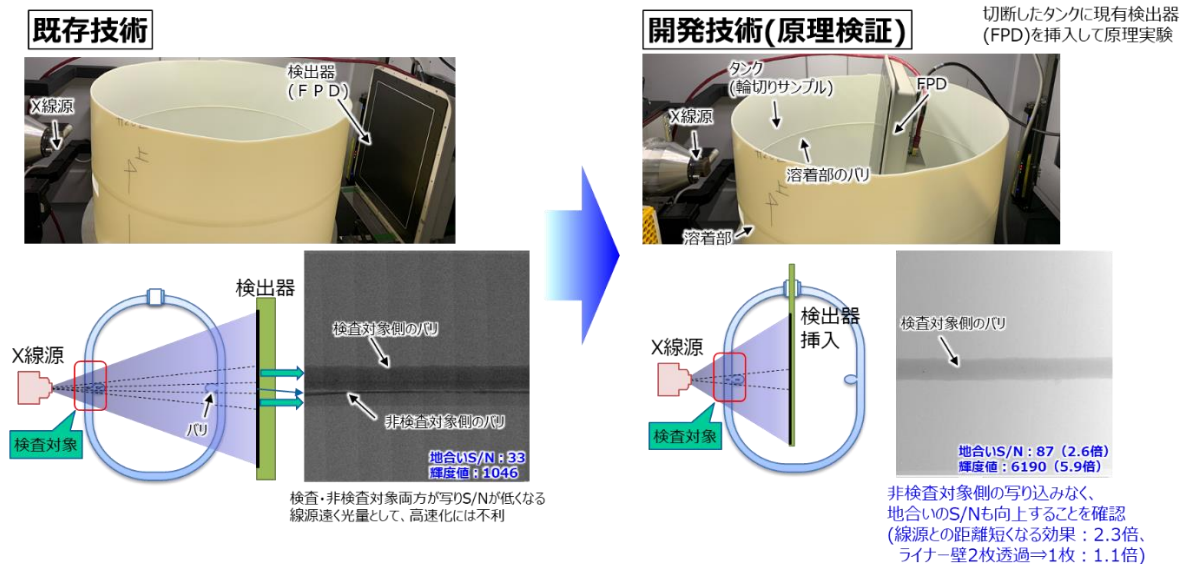 既存技術
X線源
検出器
(ＦＰＤ)
X線源
検出器
検査対象
バリ
検査対象側のバリ
非検査対象側のバリ
地合いS/N：33
輝度値：1046
検査・非検査対象両方が写りS/Nが低くなる
線源遠く光量として、高速化には不利
開発技術(原理検証)
切断したタンクに現有検出器
(FPD)を挿入して原理実験
タンク
(輪切りサンプル)
FPD
X線源
溶着部のバリ
溶着部
X線源
検出器
挿入
検査対象
検査対象側のバリ
地合いS/N：87（2.6倍）
輝度値：6190（5.9倍）
非検査対象側の写り込みなく、
地合いのS/Nも向上することを確認
(線源との距離短くなる効果：2.3倍、
ライナー壁2枚透過⇒1枚：1.1倍)